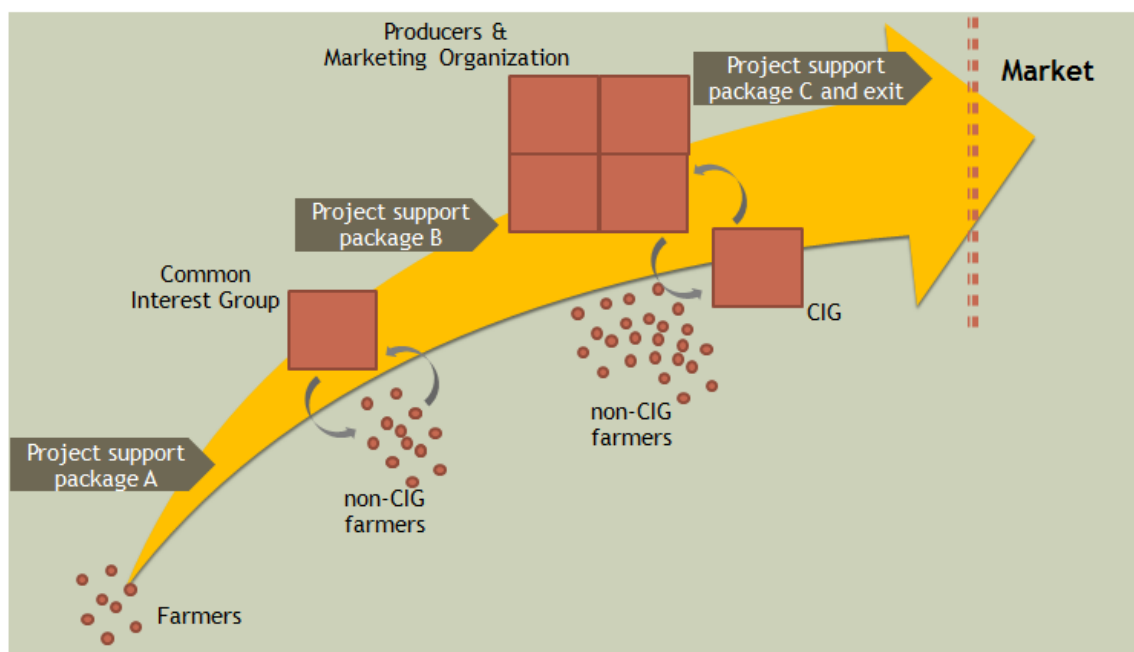 Producers &
Marketing Organization
Project support
package C and exit
Market
Project support
package B
Common
Interest Group
CIG
non-CIG
farmers
Project support
package A
non-CIG
farmers
Farmers